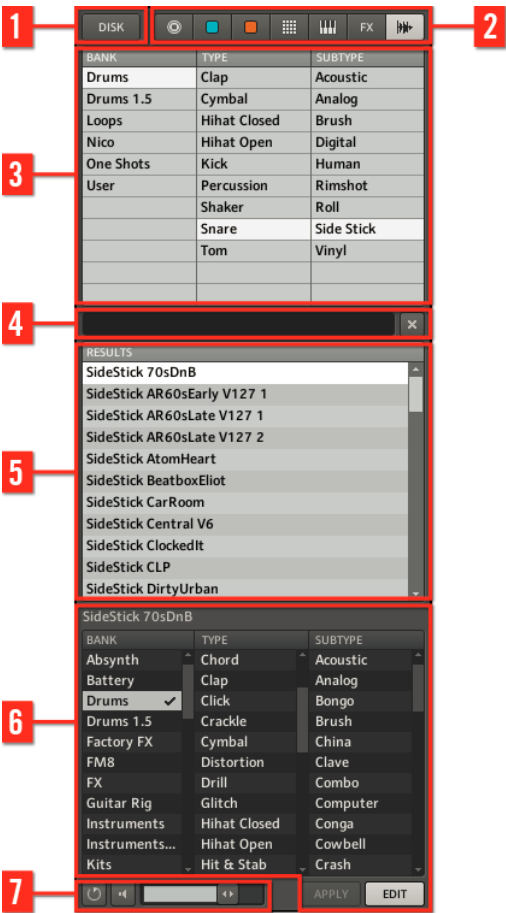 1
DISK
FX
2
BANK TYPE SUBTYPE
Drums Clap Acoustic
Drums 1.5 Cymbal Analog
Loops Hihat Closed Brush
Nico Hihat Open Digital
One Shots Kick Human
User Percussion Rimshot
Shaker Roll
Snare Side Stick
Tom Vinyl
3
4
RESULTS
SideStick 70sDnB
SideStick AR60sEarly V127 1
SideStick AR60sLate V127 1
SideStick AR60sLate V127 2
SideStick AtomHeart
SideStick BeatboxEliot
SideStick CarRoom
SideStick Central V6
SideStick ClockedIt
SideStick CLP
SideStick DirtyUrban
5
SideStick 70sDnB
BANK TYPE SUBTYPE
Absynth Chord Acoustic
Battery Clap Analog
Drums Click Bongo
Drums 1.5 Crackle Brush
Factory FX Cymbal China
FM8 Distortion Clave
FX Drill Combo
Guitar Rig Glitch Computer
Instruments Hihat Closed Conga
Instruments... Hihat Open Cowbell
Kits Hit & Stab Crash
6
7
APPLY EDIT